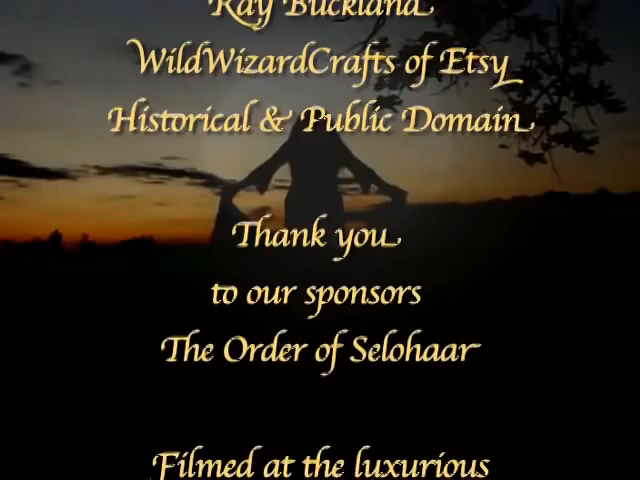 Ray Buckland
WildWizardCrafts of Etsy
Historical & Public Domain
Thank you
to our sponsors
The Order of Selohaar
Filmed at the luxurious